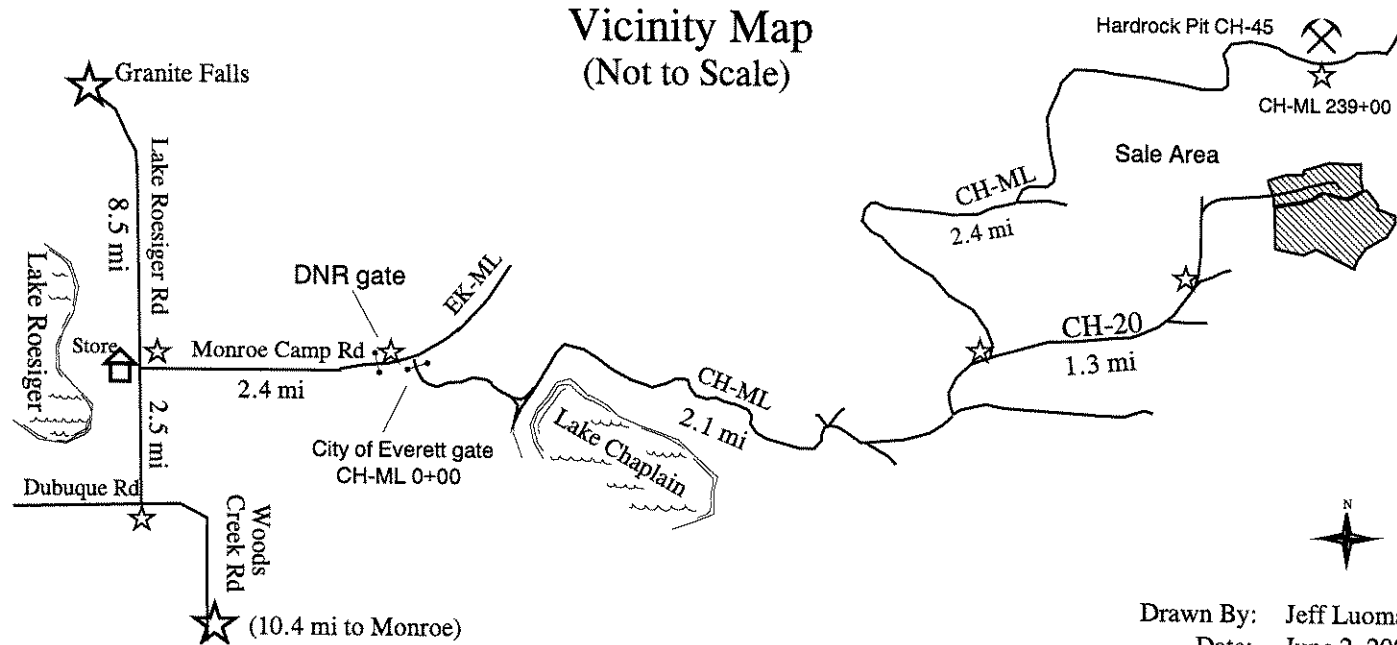 Vicinity Map
(Not to Scale)
Hardrock Pit CH-45
CH-ML 239+00
Granite Falls
Lake Roesiger Rd
8.5 mi
Sale Area
CH-ML
2.4 mi
Lake Roesiger
DNR gate
EK-ML
Store
Monroe Camp Rd
2.4 mi
CH-20
1.3 mi
2.5 mi
CH-ML
2.1 mi
City of Everett gate
CH-ML 0+00
Lake Chaplain
Dubuque Rd
Woods
Creek Rd
N
(10.4 mi to Monroe)
Drawn By: Jeff
Date: June